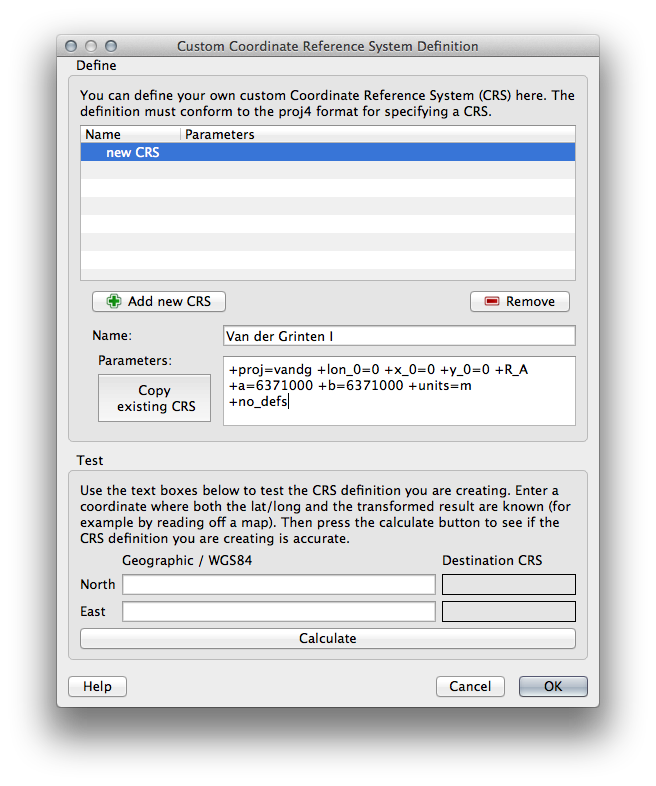 Custom Coordinate Reference System Definition
Define
You can define your own custom Coordinate Reference System (CRS) here. The
definition must conform to the proj4 format for specifying a CRS.
Name Parameters
new CRS
Add new CRS Remove
Name: Van der Grinten I
Parameters: +proj=vandg +lon_0=0 +x_0=0 +y_0=0 +R_A
+a=6371000 +b=6371000 +units=m
+no_defs
Copy
existing CRS
Test
Use the text boxes below to test the CRS definition you are creating. Enter a
coordinate where both the lat/long and the transformed result are known (for
example by reading off a map). Then press the calculate button to see if the
CRS definition you are creating is accurate.
Geographic / WGS84 Destination CRS
North
East
Calculate
Help Cancel OK